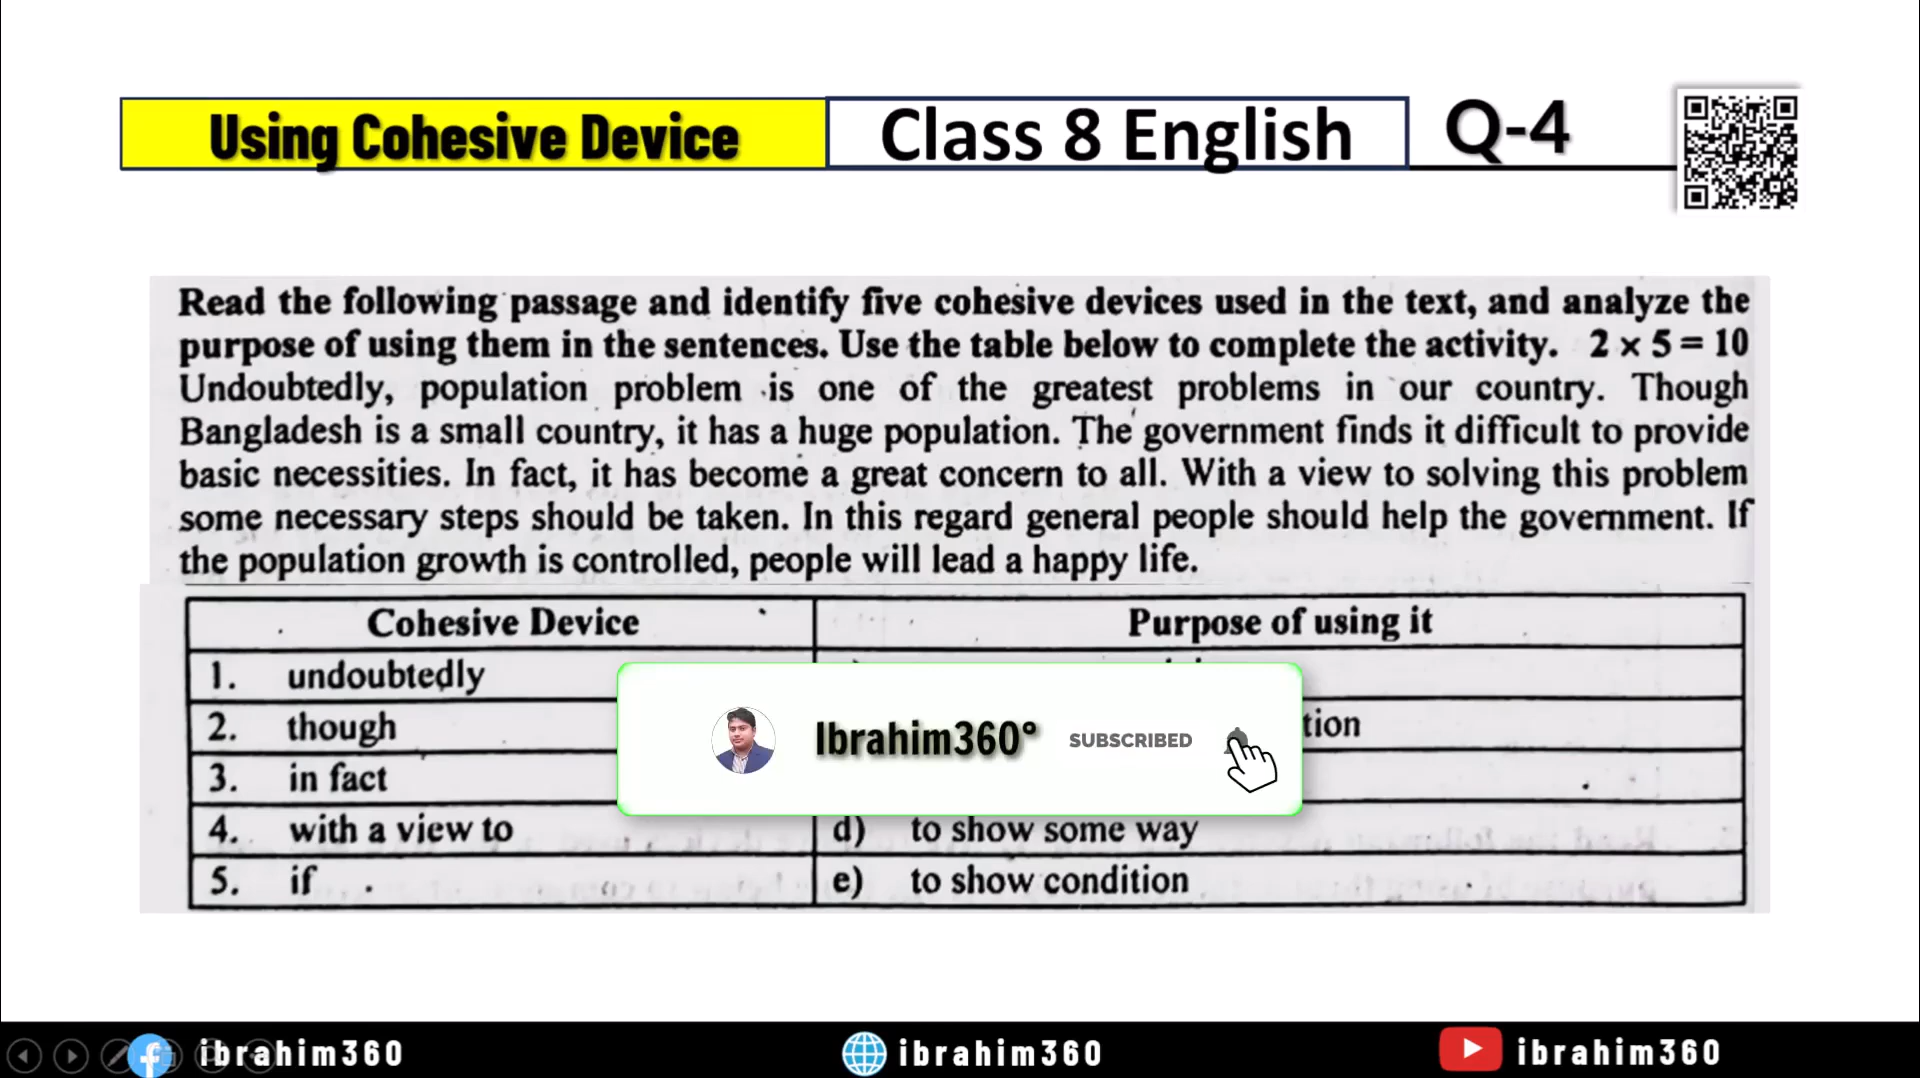 Using Cohesive Device
Class 8 English
Q-4
Read the following passage and identify five cohesive devices used in the text, and analyze the
purpose of using them in the sentences. Use the table below to complete the activity. 2 × 5 = 10
Undoubtedly, population problem is one of the greatest problems in our country. Though
Bangladesh is a small country, it has a huge population. The government finds it difficult to provide
basic necessities. In fact, it has become a great concern to all. With a view to solving this problem
some necessary steps should be taken. In this regard general people should help the government. If
the population growth is controlled, people will lead a happy life.
Cohesive Device Purpose of using it
1. undoubtedly
2. though tion
3. in fact
Ibrahim360° SUBSCRIBED
4. with a view to d) to show some way
5. if e) to show condition
ibrahim360 ibrahim360 ibrahim360